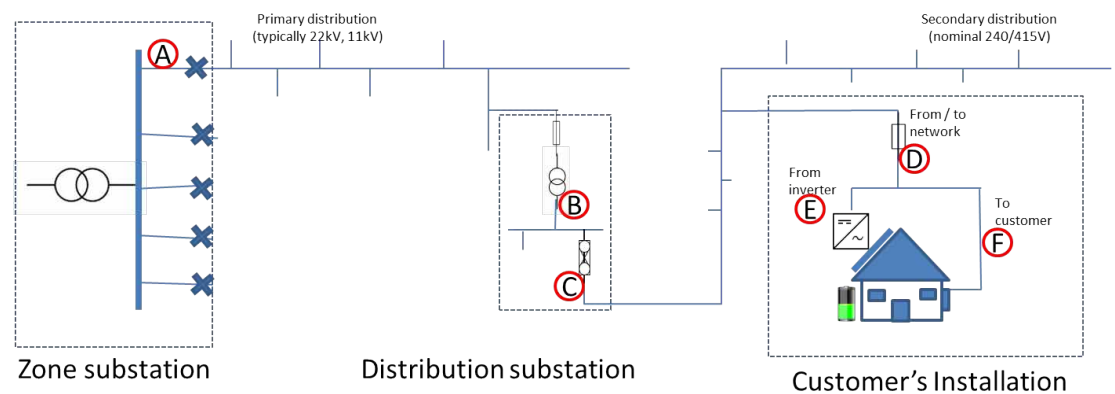 Primary distribution
(typically 22kV, 11kV)
Secondary distribution
(nominal 240/415V)
A
From / to
network
D
From
inverter
E
B
To
customer
F
C
Zone substation
Distribution substation
Customer's Installation